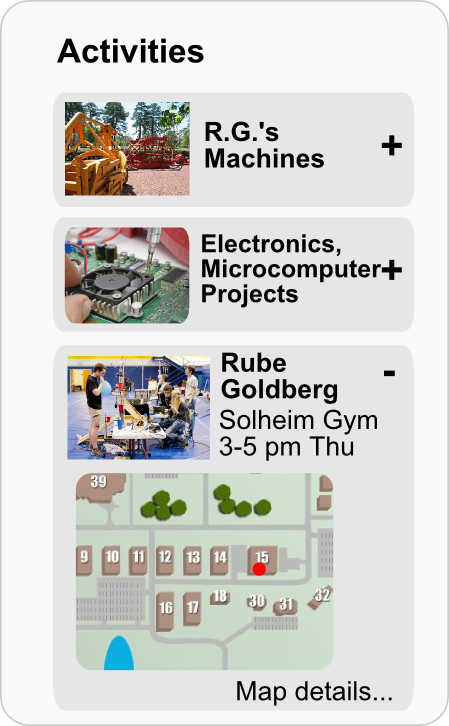 Activities
R.G.'s
Machines
+
Electronics,
Microcomputer+
Projects
Rube
Goldberg
-
Solheim Gym
3-5 pm Thu
39
9 10 11 12 13 14 15
16 17 18 30 31 32
Map details...